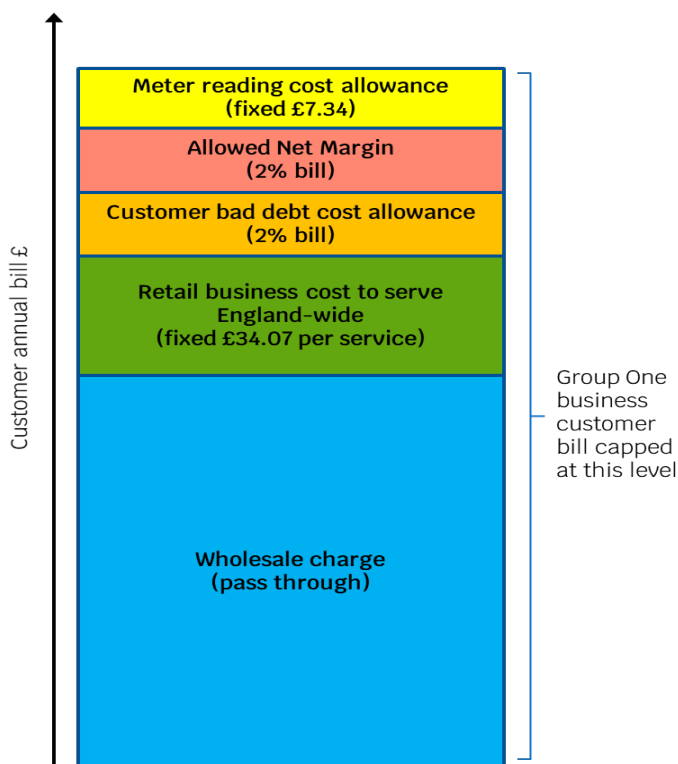 Meter reading cost allowance
(fixed £7.34)
Allowed Net Margin
(2% bill)
Customer bad debt cost allowance
(2% bill)
Retail business cost to serve
England-wide
(fixed £34.07 per service)
Wholesale charge
(pass through)
Customer annual bill £
Group One
business
customer
bill capped
at this level